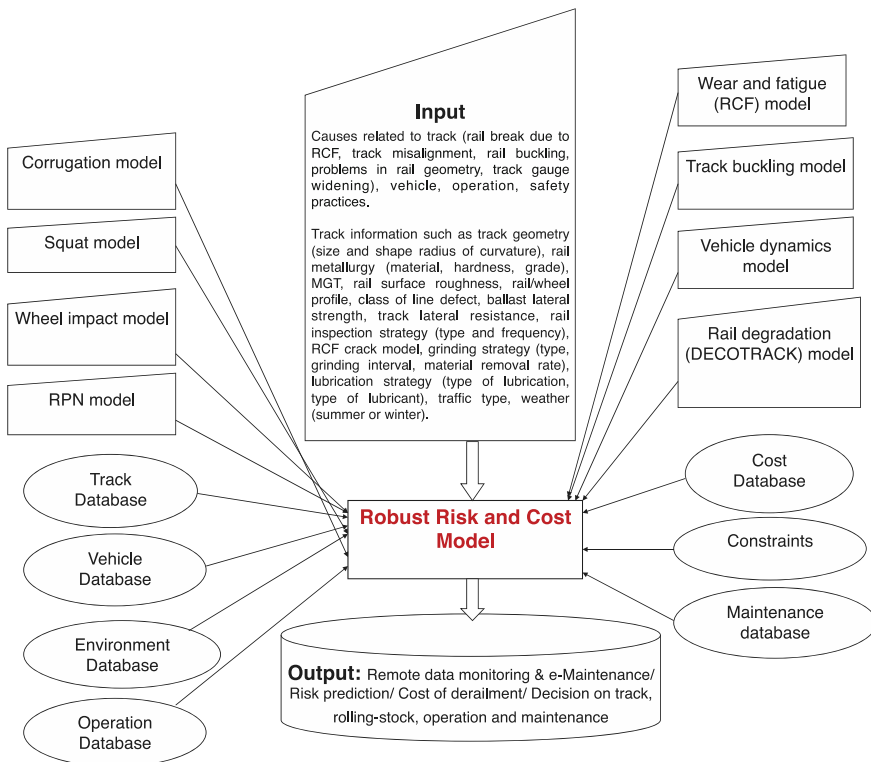 Input
Causes related to track (rail break due to
RCF, track misalignment, rail buckling,
problems in rail geometry, track gauge
widening), vehicle, operation, safety
practices.
Track information such as track geometry
(size and shape radius of curvature), rail
metallurgy (material, hardness, grade),
MGT, rail surface roughness, rail/wheel
profile, class of line defect, ballast lateral
strength, track lateral resistance, rail
inspection strategy (type and frequency),
RCF crack model, grinding strategy (type,
grinding interval, material removal rate),
lubrication strategy (type of lubrication,
type of lubricant), traffic type, weather
(summer or winter).
Corrugation model
Squat model
Wheel impact model
RPN model
Track
Database
Vehicle
Database
Environment
Database
Operation
Database
Wear and fatigue
(RCF) model
Track buckling model
Vehicle dynamics
model
Rail degradation
(DECOTRACK) model
Cost
Database
Constraints
Maintenance
database
Robust Risk and Cost
Model
Output: Remote data monitoring & e-Maintenance/
Risk prediction/ Cost of derailment/ Decision on track,
rolling-stock, operation and maintenance